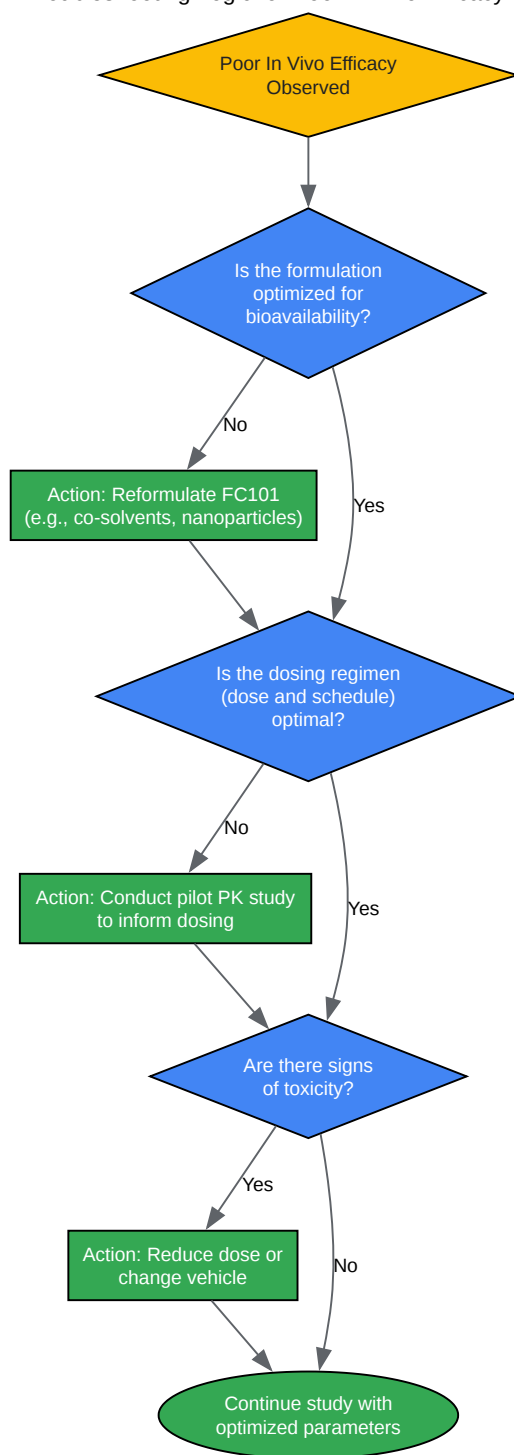 Poor In Vivo Efficacy
Observed
Is the formulation
optimized for
bioavailability?
No
Yes
Action: Reformulate FC101
(e.g., co-solvents, nanoparticles)
Is the dosing regimen
(dose and schedule)
optimal?
No
Yes
Action: Conduct pilot PK study
to inform dosing
Are there signs
of toxicity?
Yes
No
Action: Reduce dose or
change vehicle
Continue study with
optimized parameters